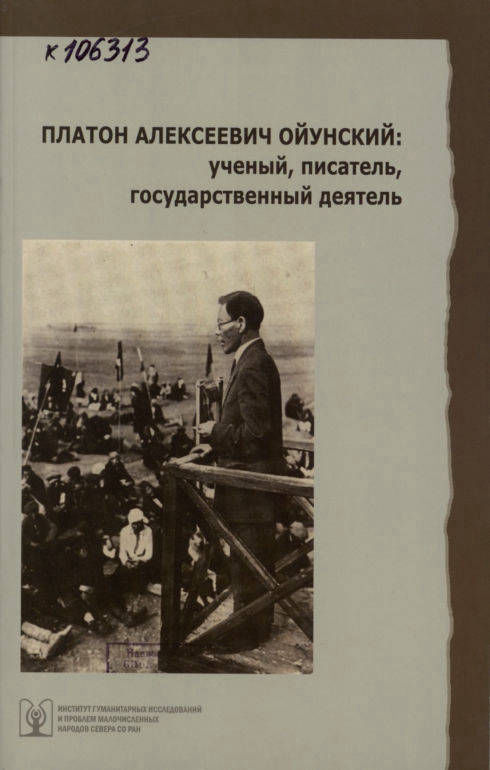 к 106313
ПЛАТОН АЛЕКСЕЕВИЧ ОЙУНСКИЙ:
ученый, писатель,
государственный деятель
ИНСТИТУТ ГУМАНИТАРНЫХ ИССЛЕДОВАНИЙ
И ПРОБЛЕМ МАЛОЧИСЛЕННЫХ
НАРОДОВ СЕВЕРА СО РАН